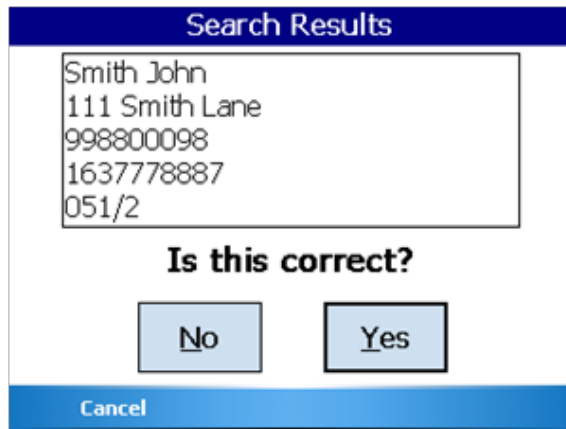 Search Results
Smith John
111 Smith Lane
998800098
1637778887
051/2
Is this correct?
No Yes
Cancel